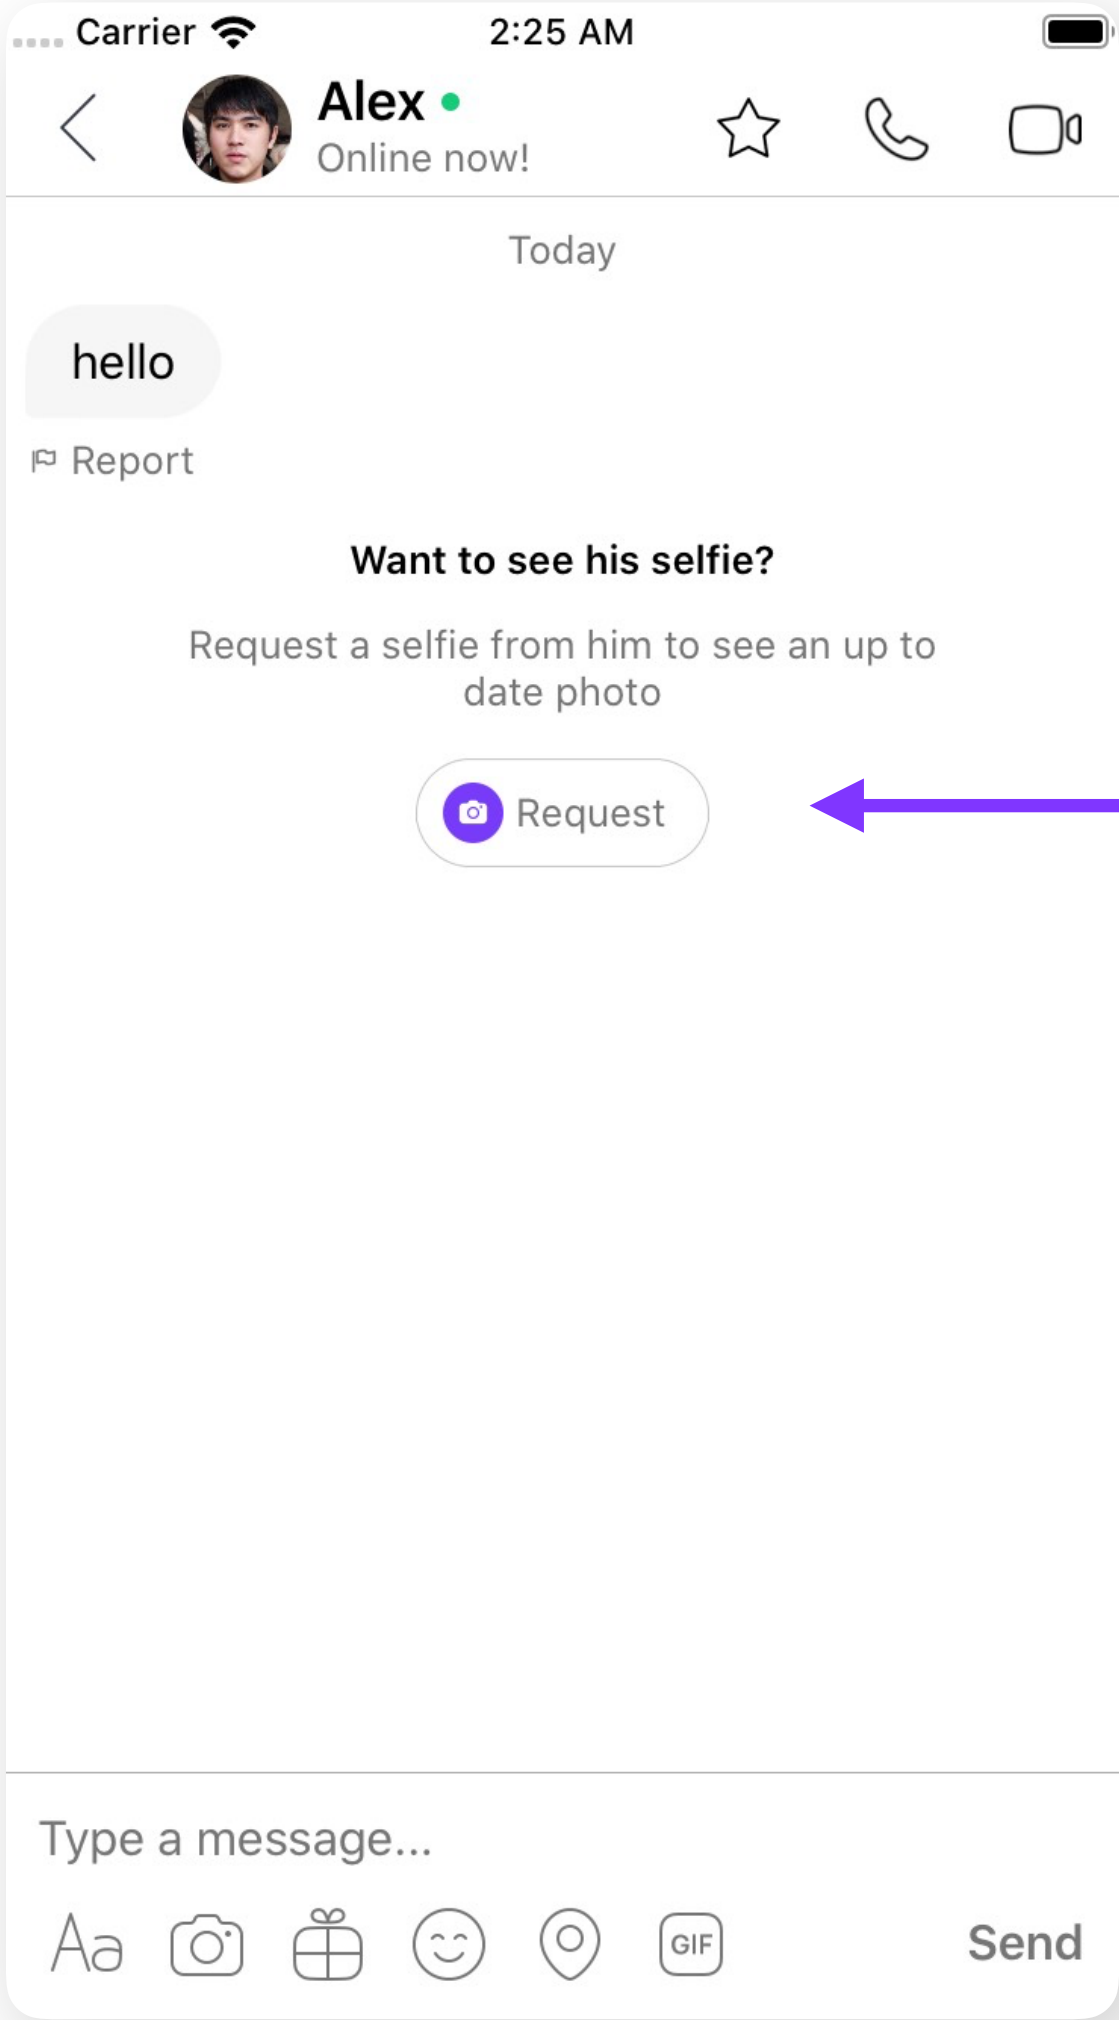 Carrier 2:25 AM
Alex
Online now!
Today
hello
Report
Want to see his selfie?
Request a selfie from him to see an up to
date photo
Request
Type a message...
Aa GIF Send